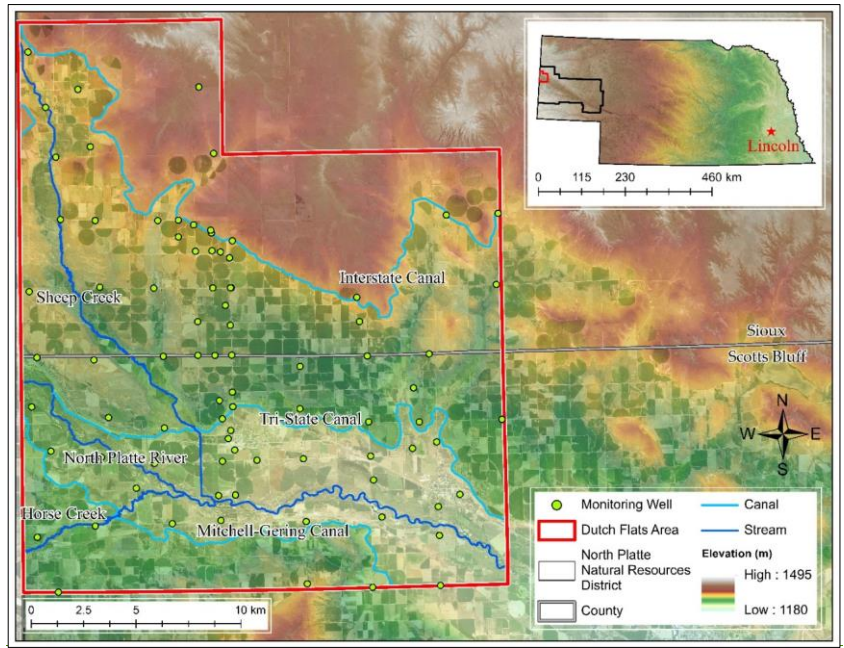 Lincoln
0 115 230 460 km
Interstate Canal
Sheep Creek
Sioux
Scotts Bluff
Tri-State Canal
N
W E
S
North Platte River
Horse Creek
Mitchell-Gering Canal
0 2.5 5 10 km
Monitoring Well
Canal
Dutch Flats Area
Stream
North Platte
Natural Resources
District
County
Elevation (m)
High : 1495
Low : 1180